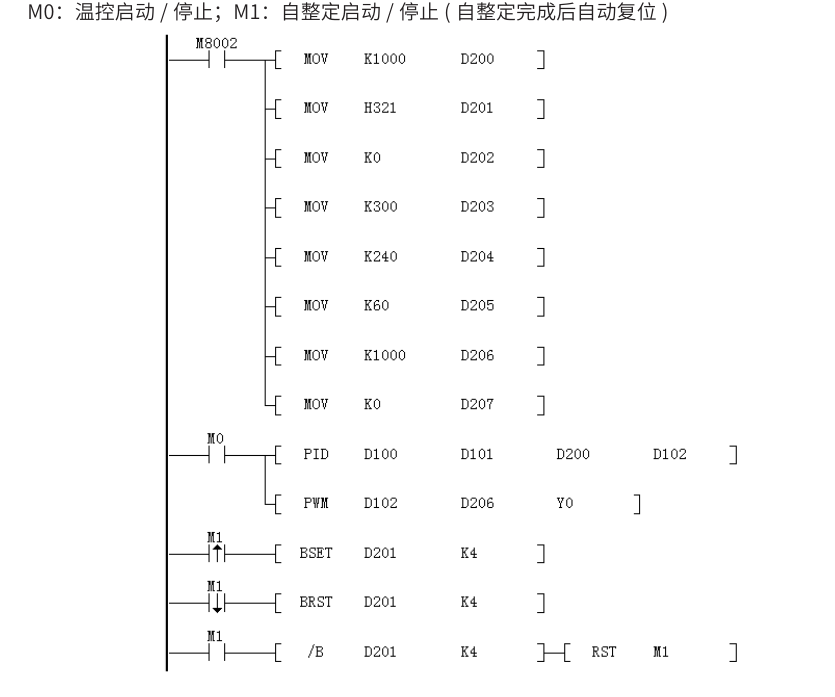 M0：温控启动 / 停止；M1：自整定启动 / 停止 ( 自整定完成后自动复位 )
M8002
MOV K1000 D200
MOV H321 D201
MOV K0 D202
MOV K300 D203
MOV K240 D204
MOV K60 D205
MOV K1000 D206
MOV K0 D207
M0
PID D100 D101 D200 D102
PWM D102 D206 Y0
M1
BSET D201 K4
M1
BRST D201 K4
M1
/B D201 K4 RST M1